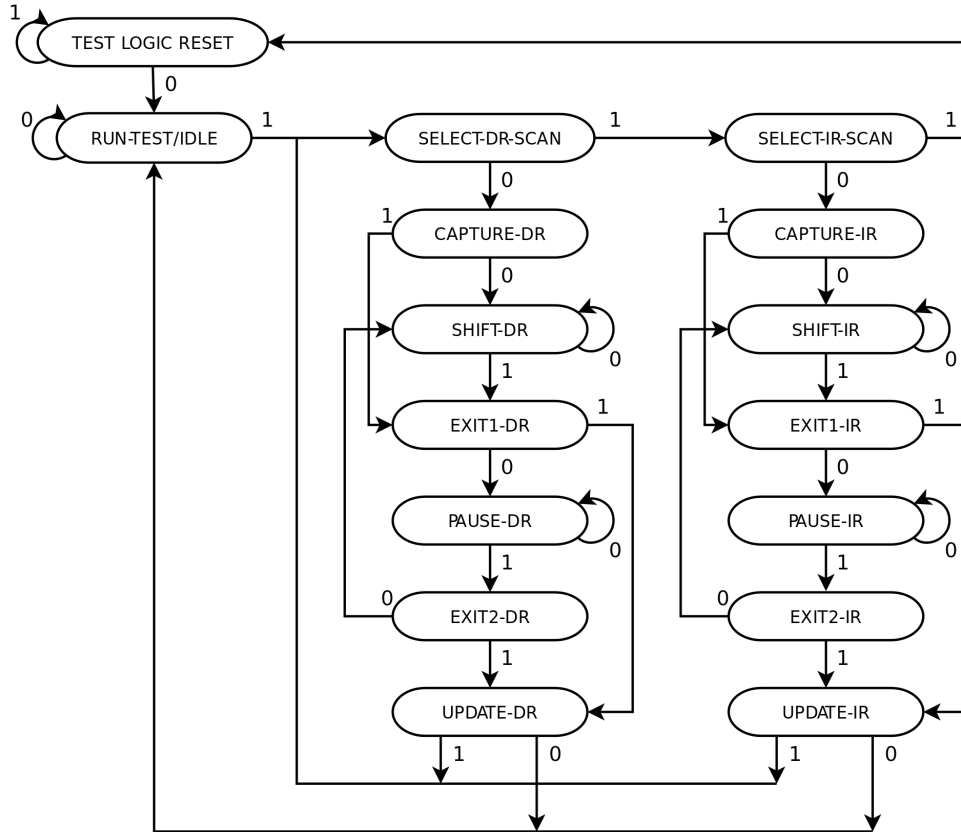 1
TEST LOGIC RESET
0
0
RUN-TEST/IDLE
1
SELECT-DR-SCAN
1
SELECT-IR-SCAN
1
0
0
1
CAPTURE-DR
1
CAPTURE-IR
0
0
SHIFT-DR
0
SHIFT-IR
0
1
1
EXIT1-DR
1
EXIT1-IR
1
0
0
PAUSE-DR
0
PAUSE-IR
0
1
1
0
EXIT2-DR
0
EXIT2-IR
1
1
UPDATE-DR
UPDATE-IR
1
0
1
0